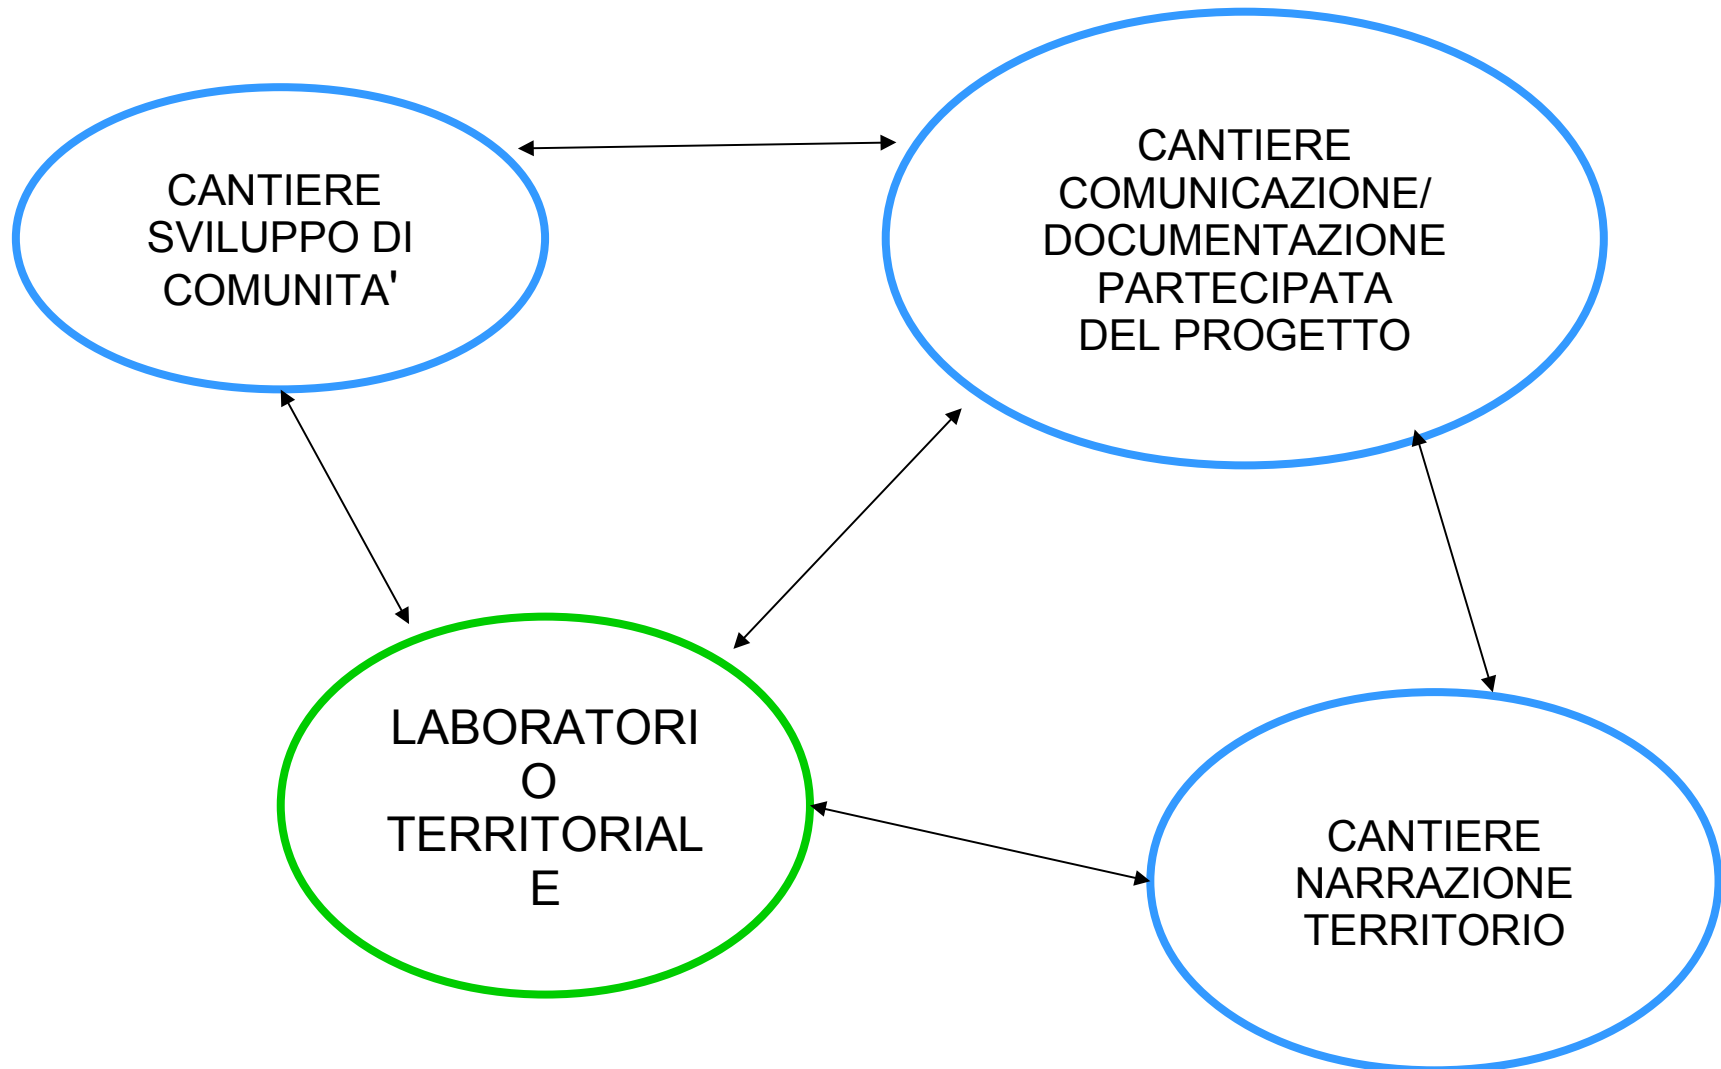 CANTIERE
SVILUPPO DI
COMUNITA'
CANTIERE
COMUNICAZIONE/
DOCUMENTAZIONE
PARTECIPATA
DEL PROGETTO
LABORATORI
O
TERRITORIAL
E
CANTIERE
NARRAZIONE
TERRITORIO